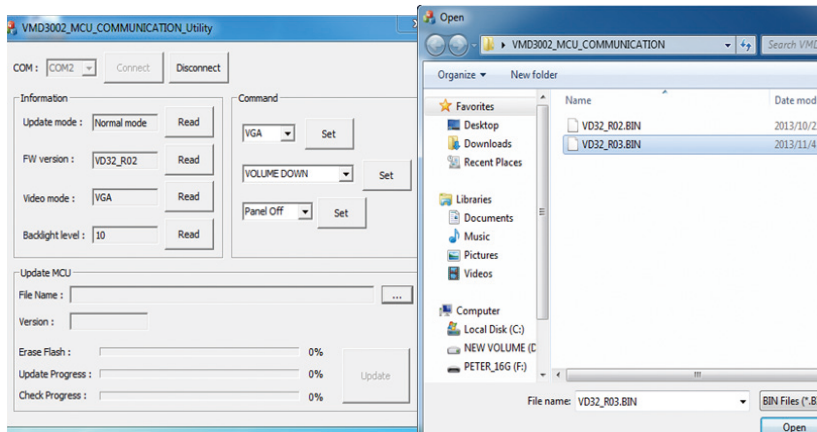 VMD3002_MCU_COMMUNICATION_Utility
COM : COM2 Connect Disconnect
Information
Update mode : Normal mode Read
FW version : VD32_R02 Read
Video mode : VGA Read
Backlight level : 10 Read
Command
VGA Set
VOLUME DOWN Set
Panel Off Set
Update MCU
File Name : ...
Version :
Erase Flash : 0%
Update Progress : 0% Update
Check Progress : 0%
Open
VMD3002_MCU_COMMUNICATION Search VM
Organize New folder
Favorites
Desktop
Downloads
Recent Places
Libraries
Documents
Music
Pictures
Videos
Computer
Local Disk (C:)
NEW VOLUME (
PETER_16G (F:)
Name Date mod
VD32_R02.BIN 2013/10/2
VD32_R03.BIN 2013/11/4
File name: VD32_R03.BIN BIN Files (*.B
Open